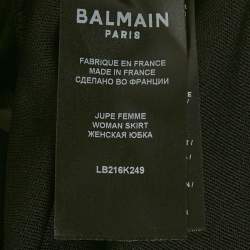 BALMAIN
PARIS
FABRIQUE EN FRANCE
MADE IN FRANCE
СДЕЛАНО ВО ФРАНЦИИ
JUPE FEMME
WOMAN SKIRT
ЖЕНСКАЯ ЮБКА
LB216K249